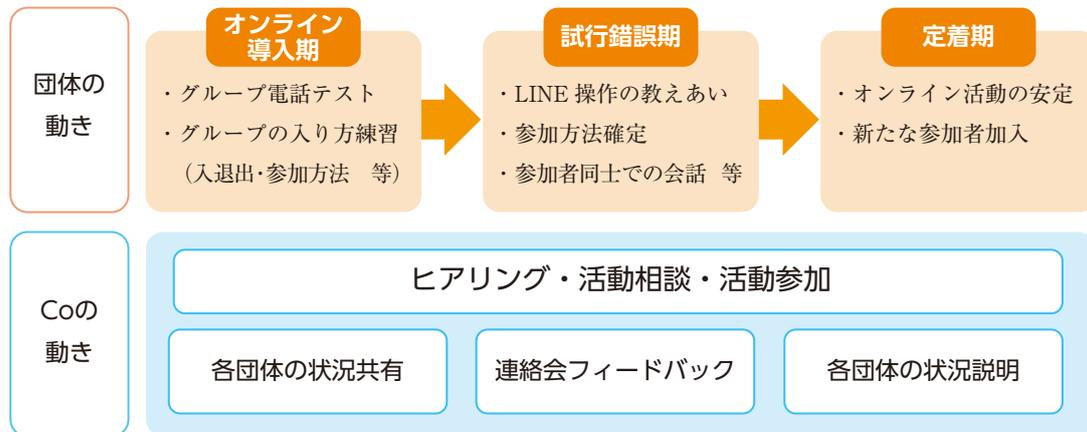 団体の
動き
オンライン
導入期
・グループ電話テスト
・グループの入り方練習
（入退出・参加方法　等）
試行錯誤期
・LINE 操作の教えあい
・参加方法確定
・参加者同士での会話 等
定着期
・オンライン活動の安定
・新たな参加者加入
Coの
動き
ヒアリング・活動相談・活動参加
各団体の状況共有
連絡会フィードバック
各団体の状況説明